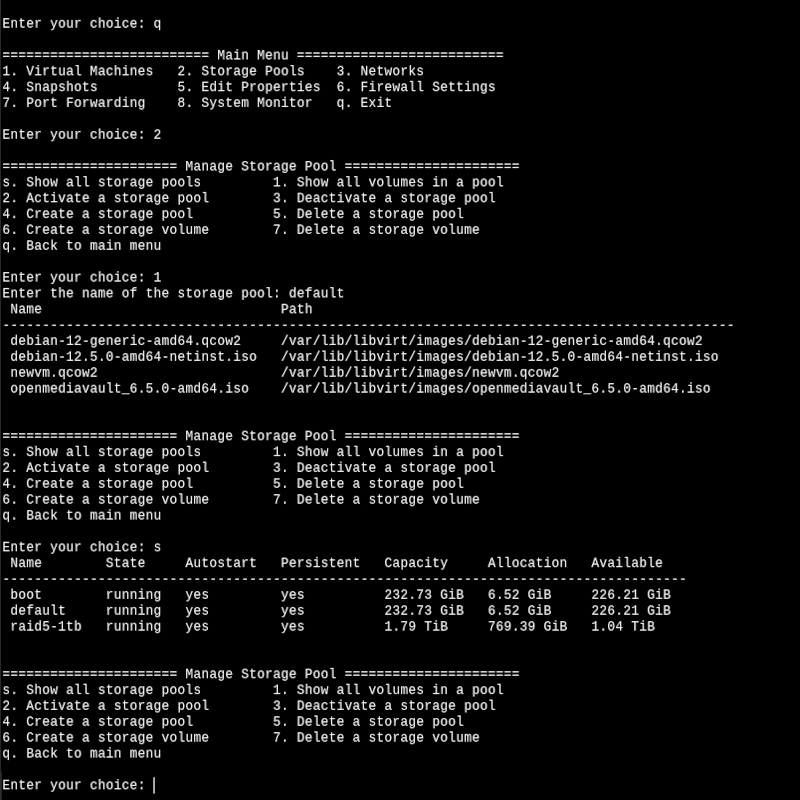 Enter your choice: q
========================== Main Menu ==========================
1. Virtual Machines   2. Storage Pools    3. Networks
4. Snapshots          5. Edit Properties  6. Firewall Settings
7. Port Forwarding    8. System Monitor   q. Exit
Enter your choice: 2
====================== Manage Storage Pool ======================
s. Show all storage pools         1. Show all volumes in a pool
2. Activate a storage pool        3. Deactivate a storage pool
4. Create a storage pool          5. Delete a storage pool
6. Create a storage volume        7. Delete a storage volume
q. Back to main menu
Enter your choice: 1
Enter the name of the storage pool: default
 Name                              Path
--------------------------------------------------------------------------------------------
 debian-12-generic-amd64.qcow2     /var/lib/libvirt/images/debian-12-generic-amd64.qcow2
 debian-12.5.0-amd64-netinst.iso   /var/lib/libvirt/images/debian-12.5.0-amd64-netinst.iso
 newvm.qcow2                       /var/lib/libvirt/images/newvm.qcow2
 openmediavault_6.5.0-amd64.iso    /var/lib/libvirt/images/openmediavault_6.5.0-amd64.iso
====================== Manage Storage Pool ======================
s. Show all storage pools         1. Show all volumes in a pool
2. Activate a storage pool        3. Deactivate a storage pool
4. Create a storage pool          5. Delete a storage pool
6. Create a storage volume        7. Delete a storage volume
q. Back to main menu
Enter your choice: s
 Name        State     Autostart   Persistent   Capacity     Allocation   Available
--------------------------------------------------------------------------------------
 boot        running   yes         yes          232.73 GiB   6.52 GiB     226.21 GiB
 default     running   yes         yes          232.73 GiB   6.52 GiB     226.21 GiB
 raid5-1tb   running   yes         yes          1.79 TiB     769.39 GiB   1.04 TiB
====================== Manage Storage Pool ======================
s. Show all storage pools         1. Show all volumes in a pool
2. Activate a storage pool        3. Deactivate a storage pool
4. Create a storage pool          5. Delete a storage pool
6. Create a storage volume        7. Delete a storage volume
q. Back to main menu
Enter your choice: